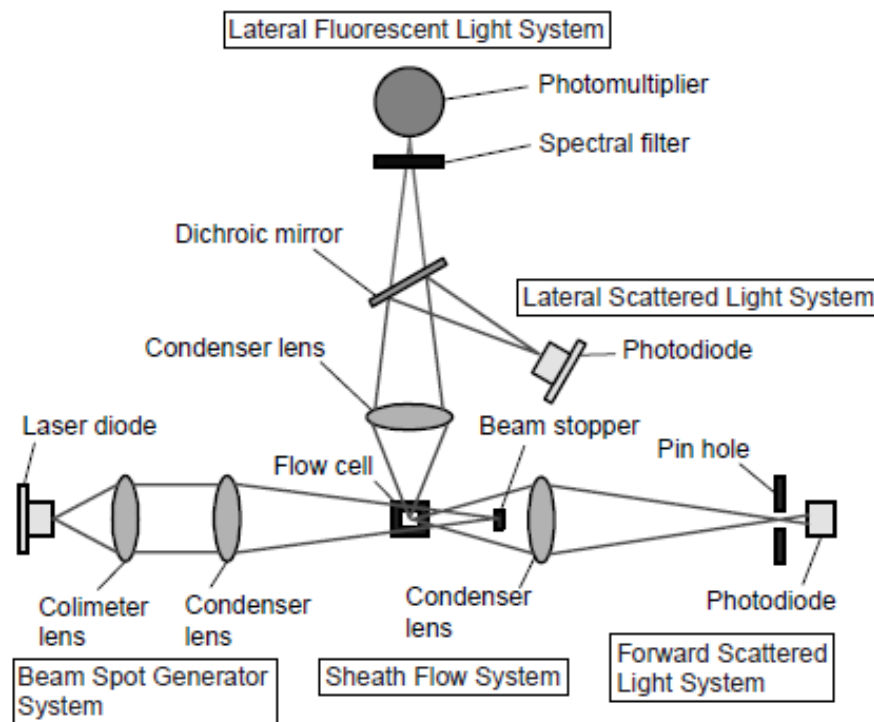 Lateral Fluorescent Light System
Photomultiplier
Spectral filter
Dichroic mirror
Lateral Scattered Light System
Condenser lens
Photodiode
Laser diode
Beam stopper
Flow cell
Pin hole
Colimeter
lens
Condenser
lens
Condenser
lens
Photodiode
Beam Spot Generator
System
Sheath Flow System
Forward Scattered
Light System